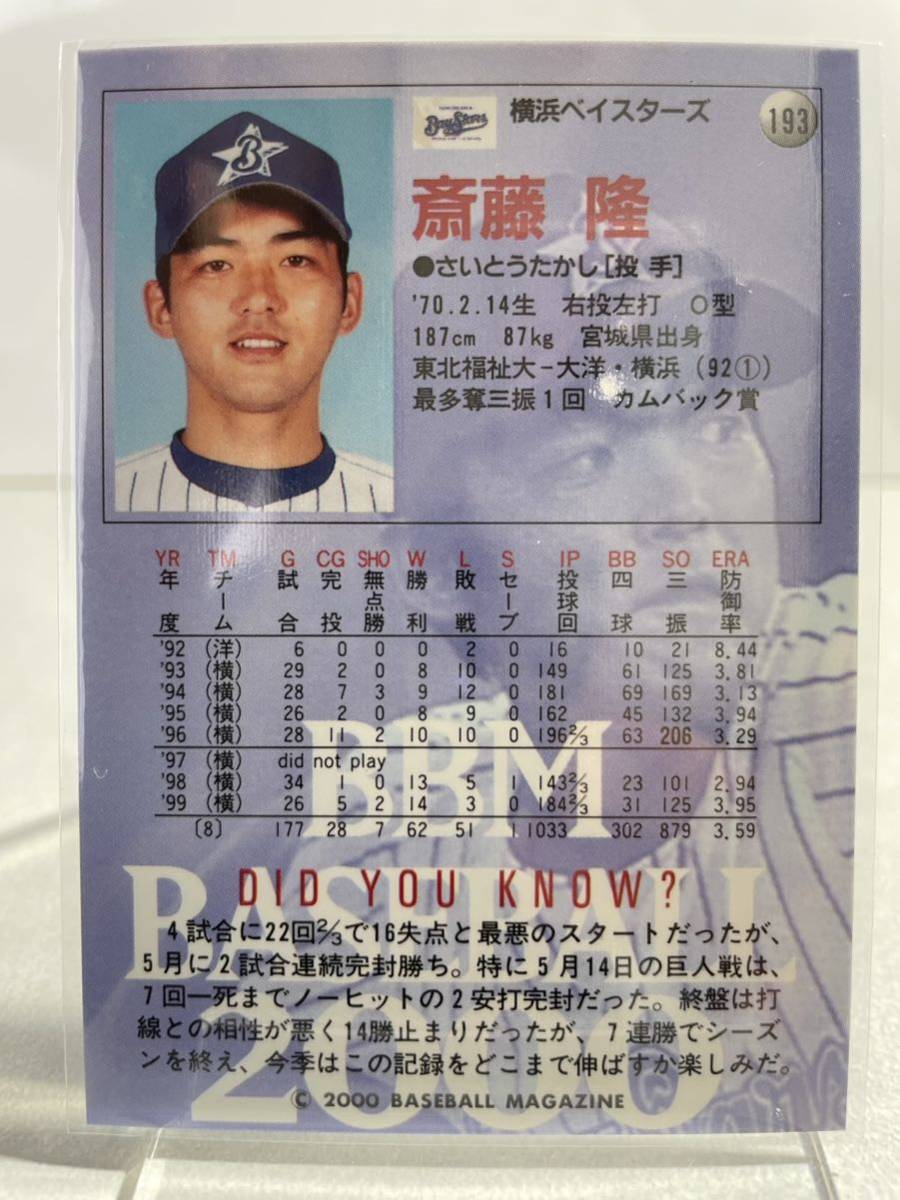 BayStars
横浜ベイスターズ
193
B
斎藤 隆
●さいとうたかし[投 手]
'70.2.14生 右投左打 O型
187cm 87kg 宮城県出身
東北福祉大-大洋・横浜(92①)
最多奪三振1回 カムバック賞
YR TM G CG SHO W L S IP BB SO ERA
年度 チーム 試合 完投 無点勝 勝利 敗戦 セーブ 投球回 四球 三振 防御率
'92 (洋) 6 0 0 0 2 0 16 10 21 8.44
'93 (横) 29 2 0 8 10 0 149 61 125 3.81
'94 (横) 28 7 3 9 12 0 181 69 169 3.13
'95 (横) 26 2 0 8 9 0 162 45 132 3.94
'96 (横) 28 11 2 10 10 0 196⅔ 63 206 3.29
'97 (横) did not play
'98 (横) 34 1 0 13 5 1 143⅔ 23 101 2.94
'99 (横) 26 5 2 14 3 0 184⅔ 31 125 3.95
〔8〕 177 28 7 62 51 1 1033 302 879 3.59
BBM
BASEBALL
2000
DID YOU KNOW?
4試合に22回⅔で16失点と最悪のスタートだったが、
5月に2試合連続完封勝ち。特に5月14日の巨人戦は、
7回一死までノーヒットの2安打完封だった。終盤は打
線との相性が悪く14勝止まりだったが、7連勝でシーズ
ンを終え、今季はこの記録をどこまで伸ばすか楽しみだ。
© 2000 BASEBALL MAGAZINE